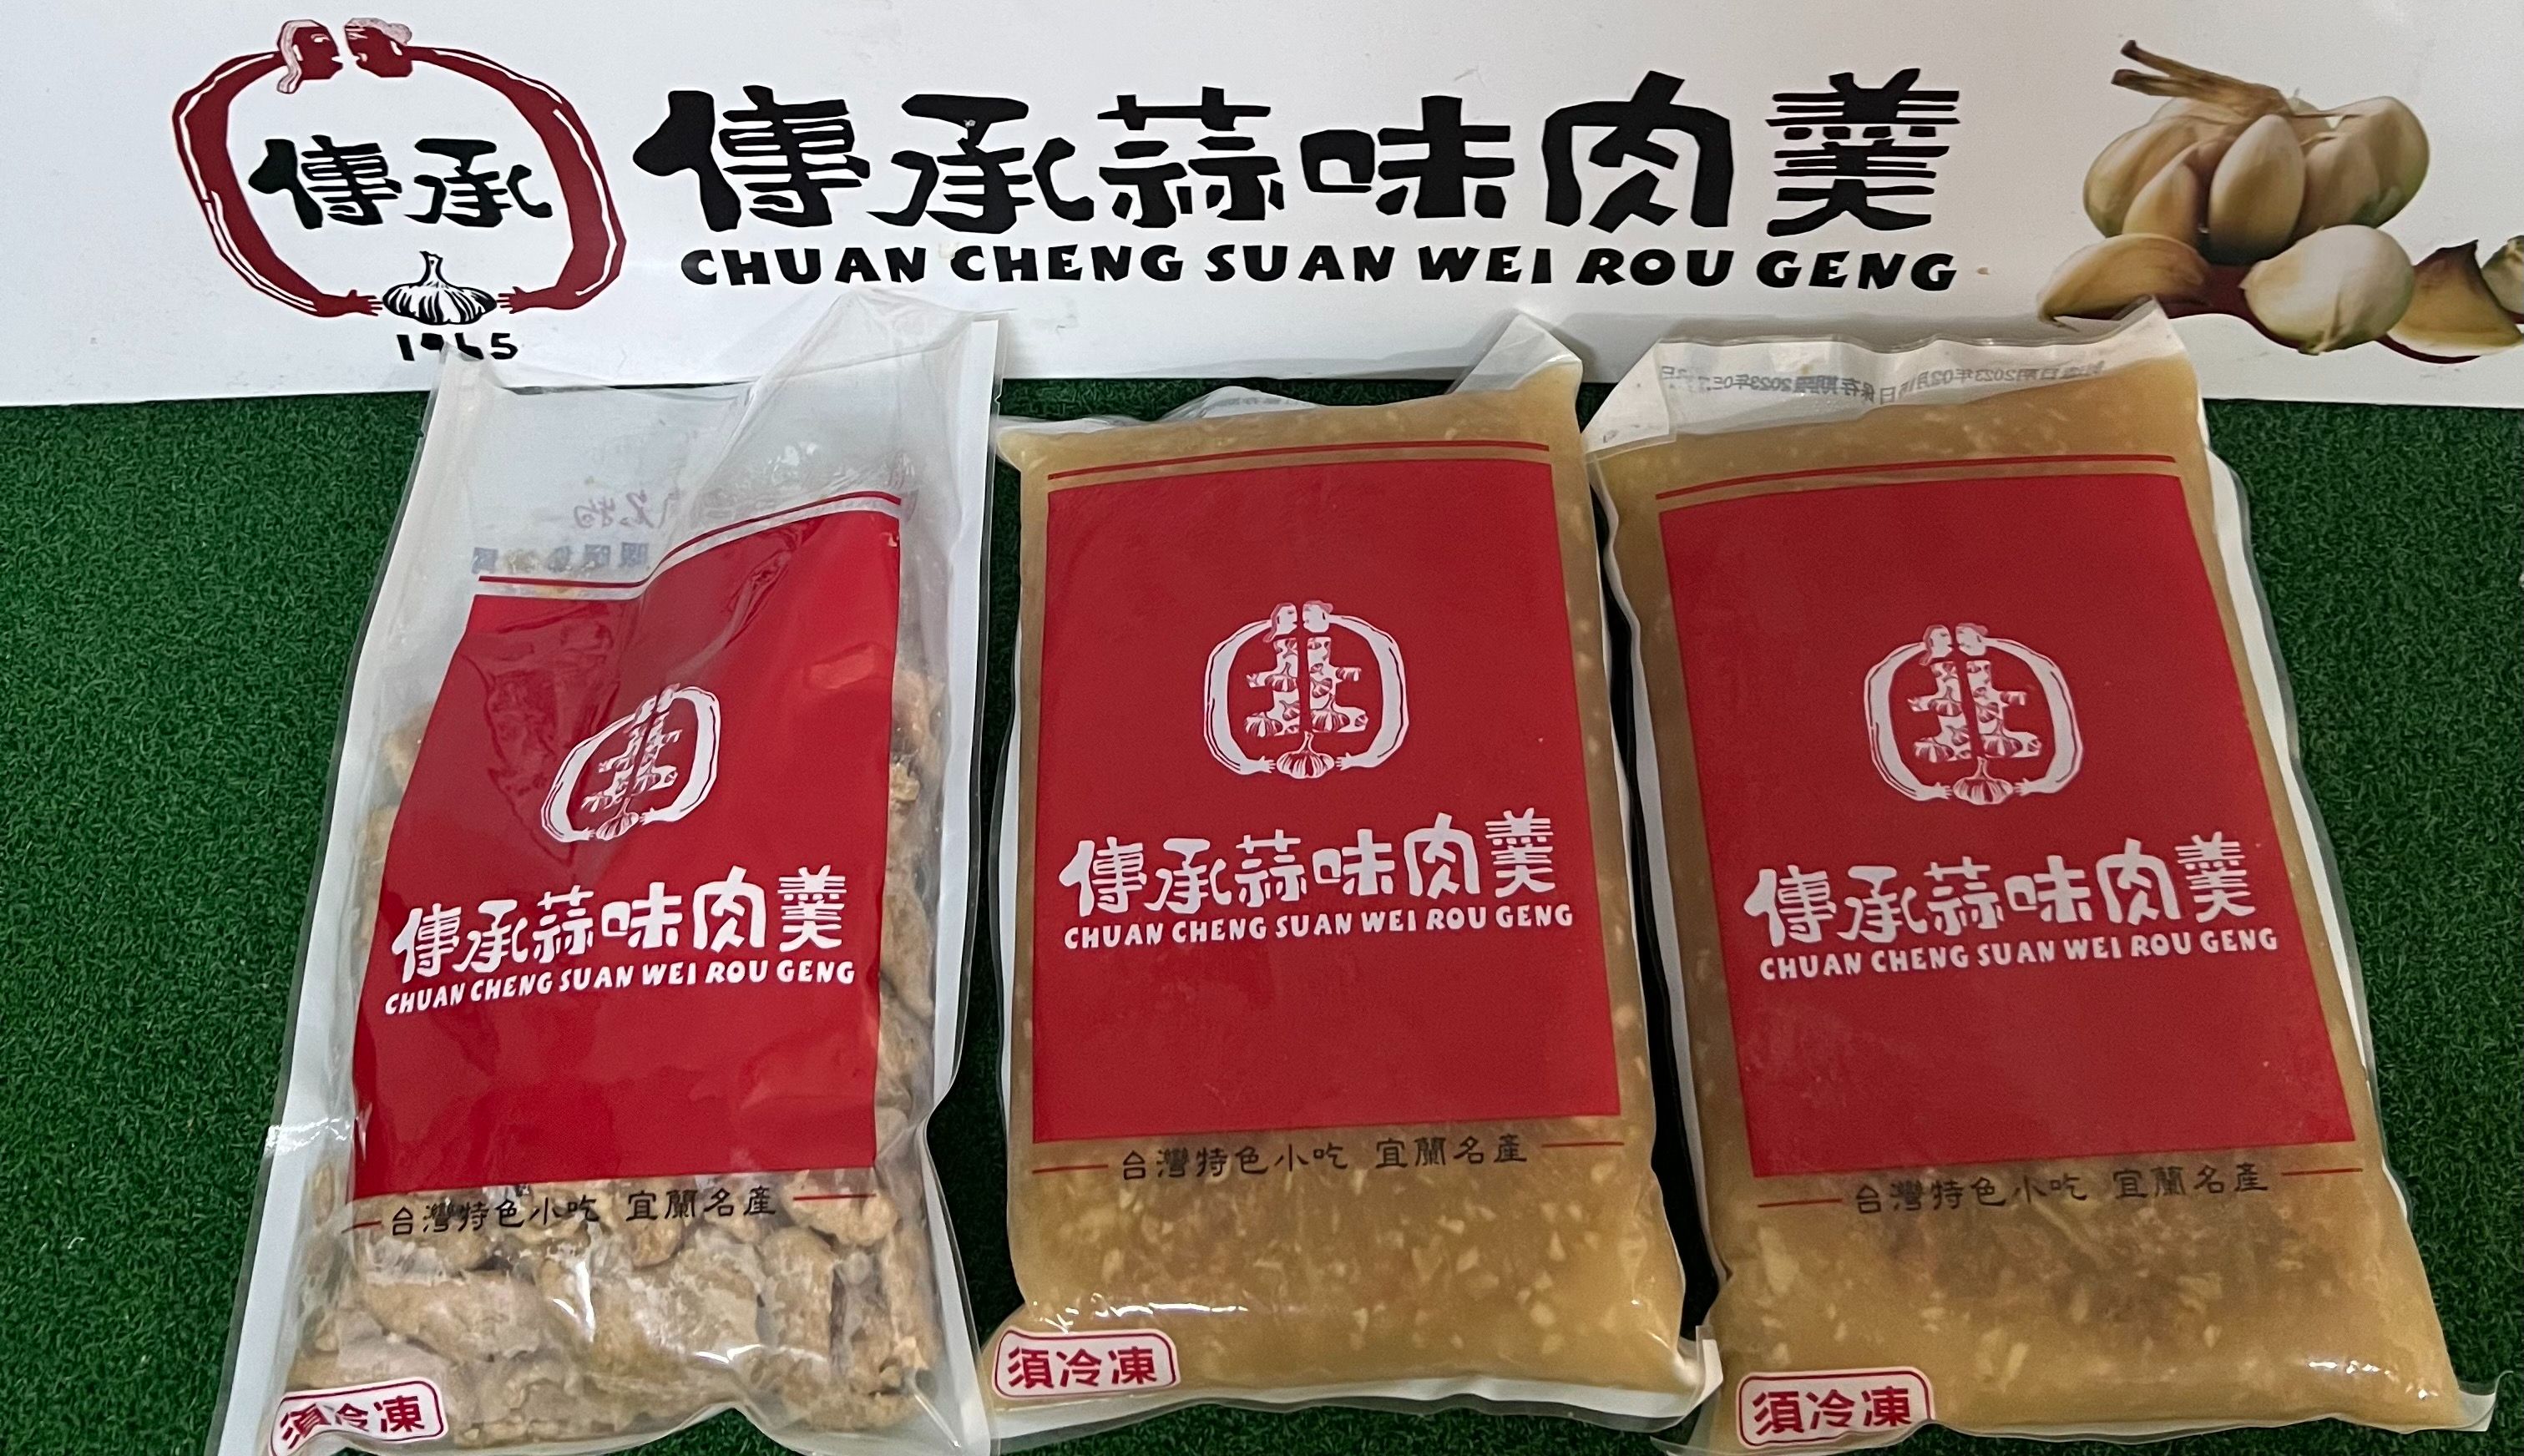 傳承
1965
傳承蒜味肉羹
CHUAN CHENG SUAN WEI ROU GENG
傳承蒜味肉羹
CHUAN CHENG SUAN WEI ROU GENG
台灣特色小吃 宜蘭名產
須冷凍
傳承蒜味肉羹
CHUAN CHENG SUAN WEI ROU GENG
台灣特色小吃 宜蘭名產
須冷凍
傳承蒜味肉羹
CHUAN CHENG SUAN WEI ROU GENG
台灣特色小吃 宜蘭名產
須冷凍